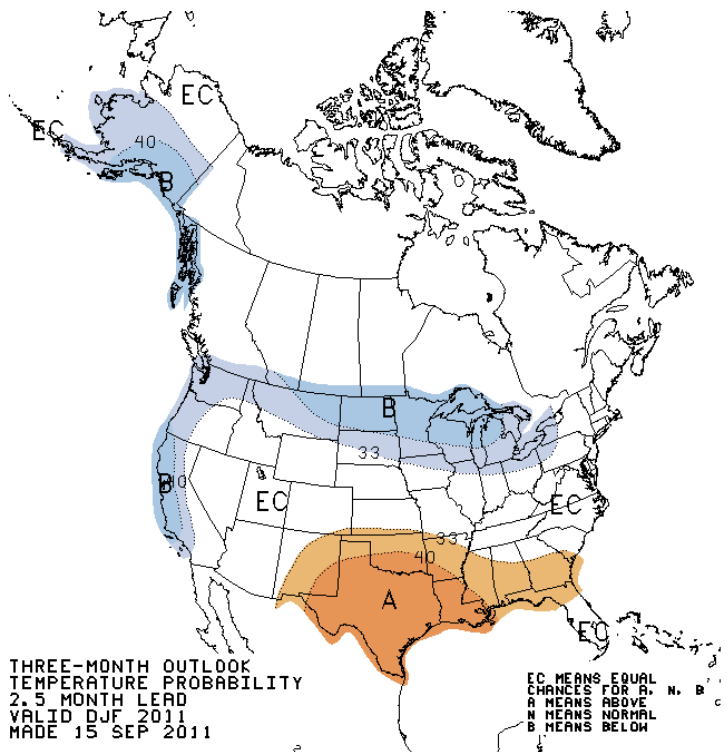 EC
EC
40
B
B
33
B
40
EC
EC
33
40
A
EC
THREE-MONTH OUTLOOK
TEMPERATURE PROBABILITY
2.5 MONTH LEAD
VALID DJF 2011
MADE 15 SEP 2011
EC MEANS EQUAL
CHANCES FOR A, N, B
A MEANS ABOVE
N MEANS NORMAL
B MEANS BELOW